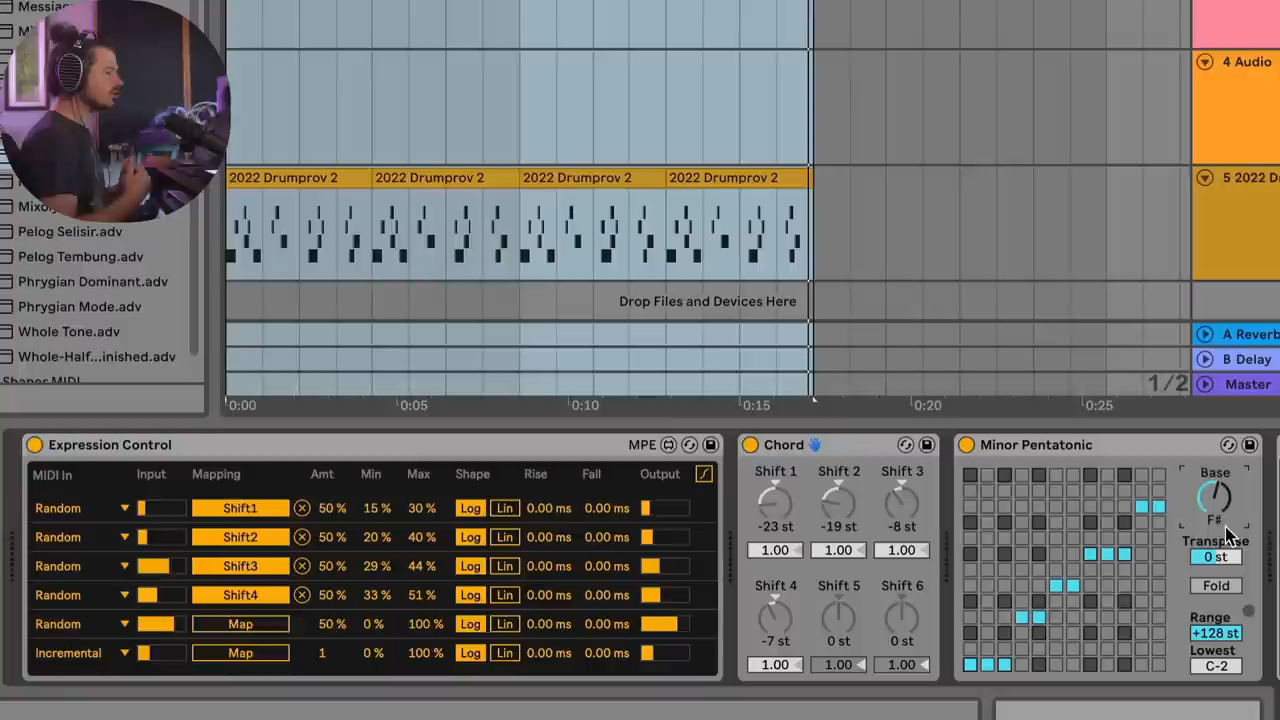 Messiae
4 Audio
2022 Drumprov 2
2022 Drumprov 2
2022 Drumprov 2
2022 Drumprov 2
5 2022 D
Mixoly
Pelog Selisir.adv
Pelog Tembung.adv
Phrygian Dominant.adv
Phrygian Mode.adv
Whole Tone.adv
Whole-Half...inished.adv
Shaper MIDI
Drop Files and Devices Here
A Reverb
B Delay
1/2
Master
0:00
0:05
0:10
0:15
0:20
0:25
Expression Control
MPE
MIDI In
Input
Mapping
Amt
Min
Max
Shape
Rise
Fall
Output
Random Shift1 50 % 15 % 30 % Log Lin 0.00 ms 0.00 ms
Random Shift2 50 % 20 % 40 % Log Lin 0.00 ms 0.00 ms
Random Shift3 50 % 29 % 44 % Log Lin 0.00 ms 0.00 ms
Random Shift4 50 % 33 % 51 % Log Lin 0.00 ms 0.00 ms
Random Map 50 % 0 % 100 % Log Lin 0.00 ms 0.00 ms
Incremental Map 1 0 % 100 % Log Lin 0.00 ms 0.00 ms
Chord
Shift 1 Shift 2 Shift 3
-23 st -19 st -8 st
1.00 1.00 1.00
Shift 4 Shift 5 Shift 6
-7 st 0 st 0 st
1.00 1.00 1.00
Minor Pentatonic
Base
F#
Transpose
0 st
Fold
Range
+128 st
Lowest
C-2